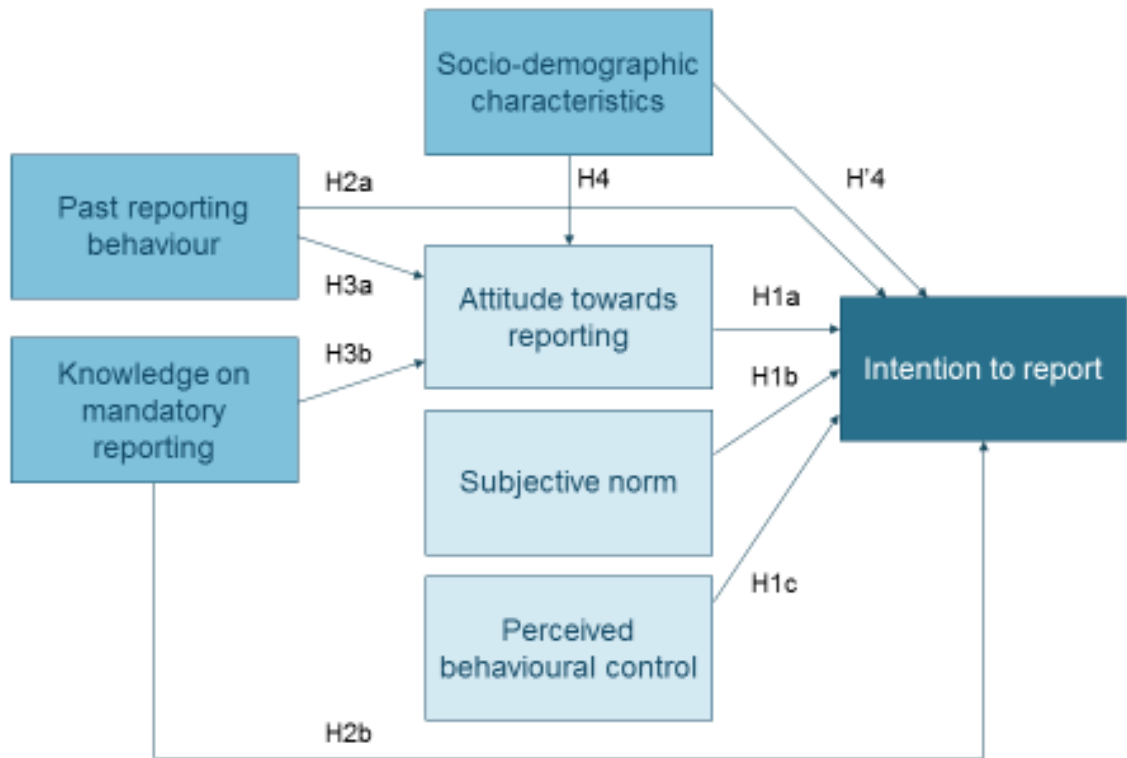 Socio-demographic
characteristics
H2a
H4
H'4
Past reporting
behaviour
H3a
Attitude towards
reporting
H1a
H3b
Knowledge on
mandatory
reporting
H1b
Intention to report
Subjective norm
H1c
Perceived
behavioural control
H2b